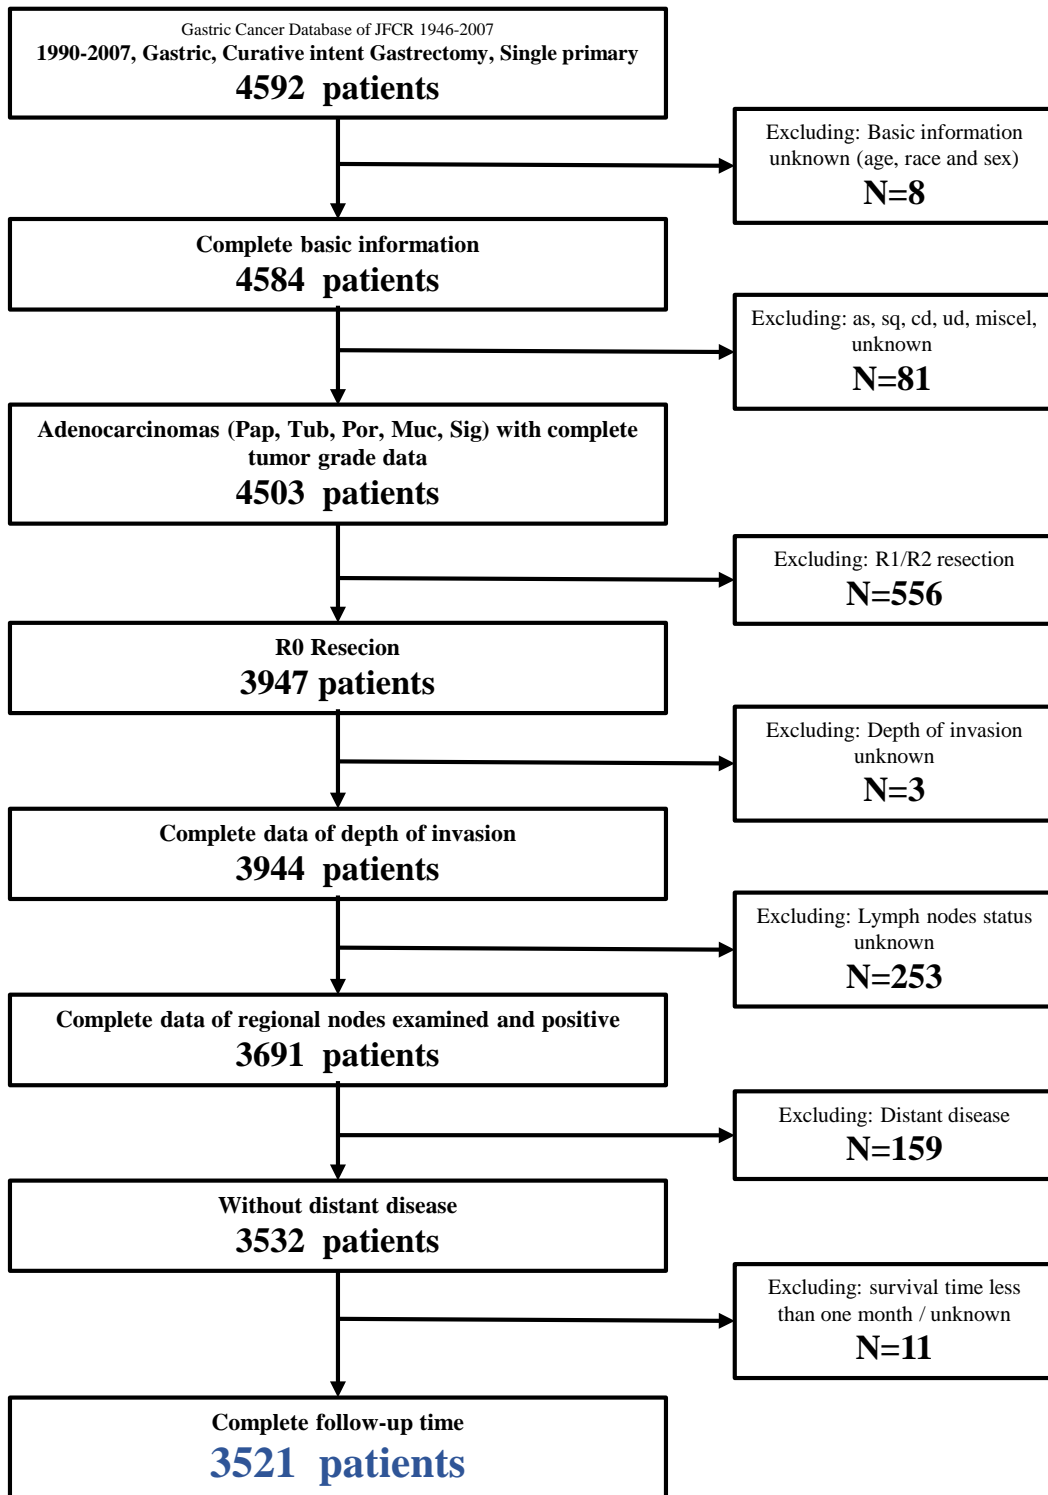 Gastric Cancer Database of JFCR 1946-2007
1990-2007, Gastric, Curative intent Gastrectomy, Single primary
4592 patients
Excluding: Basic information
unknown (age, race and sex)
N=8
Complete basic information
4584 patients
Excluding: as, sq, cd, ud, miscel,
unknown
N=81
Adenocarcinomas (Pap, Tub, Por, Muc, Sig) with complete
tumor grade data
4503 patients
Excluding: R1/R2 resection
N=556
R0 Resecion
3947 patients
Excluding: Depth of invasion
unknown
N=3
Complete data of depth of invasion
3944 patients
Excluding: Lymph nodes status
unknown
N=253
Complete data of regional nodes examined and positive
3691 patients
Excluding: Distant disease
N=159
Without distant disease
3532 patients
Excluding: survival time less
than one month / unknown
N=11
Complete follow-up time
3521 patients